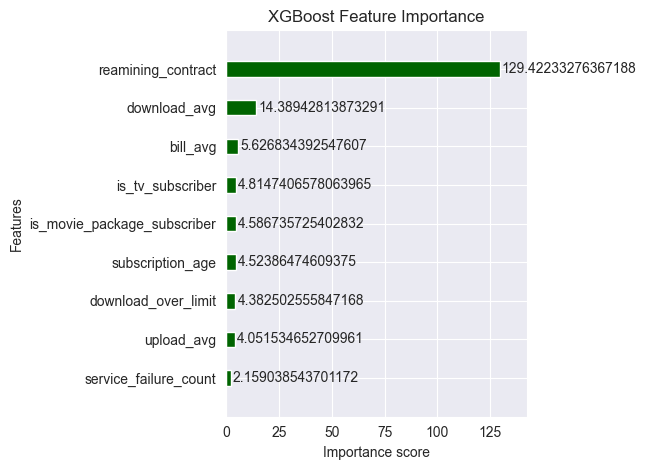 XGBoost Feature Importance
Features
reamining_contract 129.42233276367188
download_avg 14.38942813873291
bill_avg 5.626834392547607
is_tv_subscriber 4.8147406578063965
is_movie_package_subscriber 4.586735725402832
subscription_age 4.52386474609375
download_over_limit 4.382502555847168
upload_avg 4.051534652709961
service_failure_count 2.159038543701172
0 25 50 75 100 125
Importance score